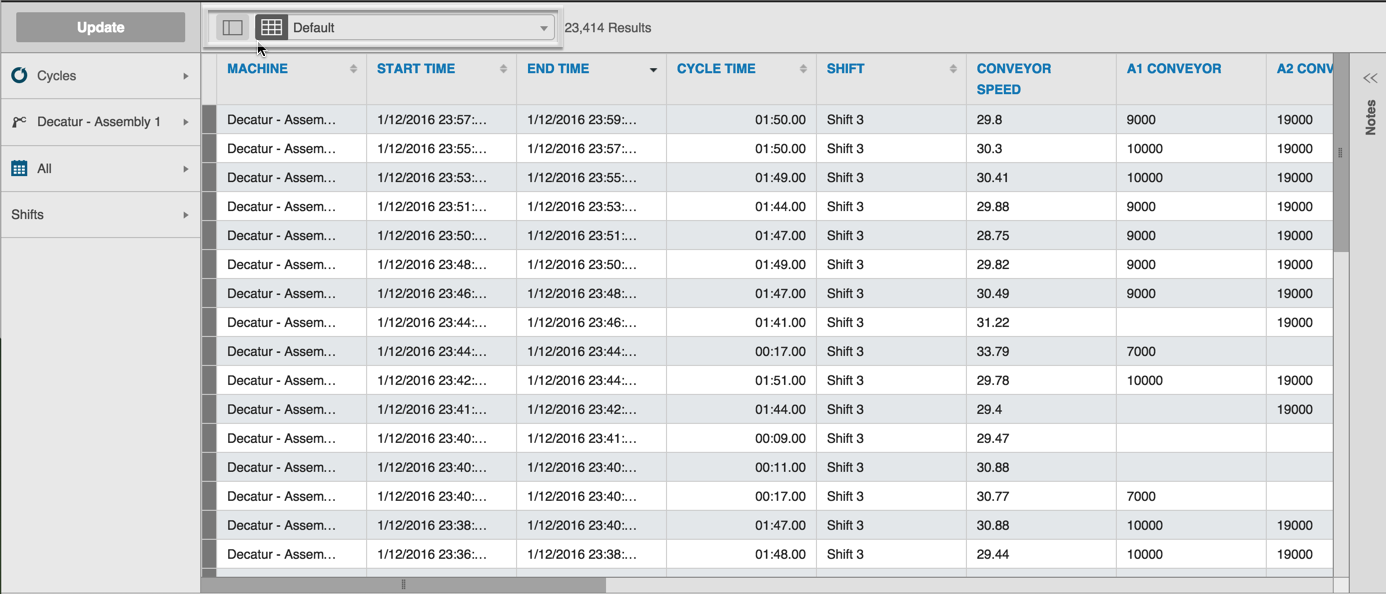 Update
Default
23,414 Results
Cycles
Decatur - Assembly 1
All
Shifts
MACHINE START TIME END TIME CYCLE TIME SHIFT CONVEYOR SPEED A1 CONVEYOR A2 CONV
Decatur - Assem... 1/12/2016 23:57:... 1/12/2016 23:59:... 01:50.00 Shift 3 29.8 9000 19000
Decatur - Assem... 1/12/2016 23:55:... 1/12/2016 23:57:... 01:50.00 Shift 3 30.3 10000 19000
Decatur - Assem... 1/12/2016 23:53:... 1/12/2016 23:55:... 01:49.00 Shift 3 30.41 10000 19000
Decatur - Assem... 1/12/2016 23:51:... 1/12/2016 23:53:... 01:44.00 Shift 3 29.88 9000 19000
Decatur - Assem... 1/12/2016 23:50:... 1/12/2016 23:51:... 01:47.00 Shift 3 28.75 9000 19000
Decatur - Assem... 1/12/2016 23:48:... 1/12/2016 23:50:... 01:49.00 Shift 3 29.82 9000 19000
Decatur - Assem... 1/12/2016 23:46:... 1/12/2016 23:48:... 01:47.00 Shift 3 30.49 9000 19000
Decatur - Assem... 1/12/2016 23:44:... 1/12/2016 23:46:... 01:41.00 Shift 3 31.22 19000
Decatur - Assem... 1/12/2016 23:44:... 1/12/2016 23:44:... 00:17.00 Shift 3 33.79 7000
Decatur - Assem... 1/12/2016 23:42:... 1/12/2016 23:44:... 01:51.00 Shift 3 29.78 10000 19000
Decatur - Assem... 1/12/2016 23:41:... 1/12/2016 23:42:... 01:44.00 Shift 3 29.4 19000
Decatur - Assem... 1/12/2016 23:40:... 1/12/2016 23:41:... 00:09.00 Shift 3 29.47
Decatur - Assem... 1/12/2016 23:40:... 1/12/2016 23:40:... 00:11.00 Shift 3 30.88
Decatur - Assem... 1/12/2016 23:40:... 1/12/2016 23:40:... 00:17.00 Shift 3 30.77 7000
Decatur - Assem... 1/12/2016 23:38:... 1/12/2016 23:40:... 01:47.00 Shift 3 30.88 10000 19000
Decatur - Assem... 1/12/2016 23:36:... 1/12/2016 23:38:... 01:48.00 Shift 3 29.44 10000 19000
Notes